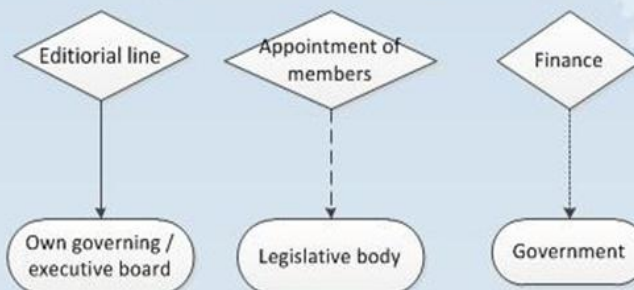 Editiorial line
Appointment of
members
Finance
Own governing /
executive board
Legislative body
Government